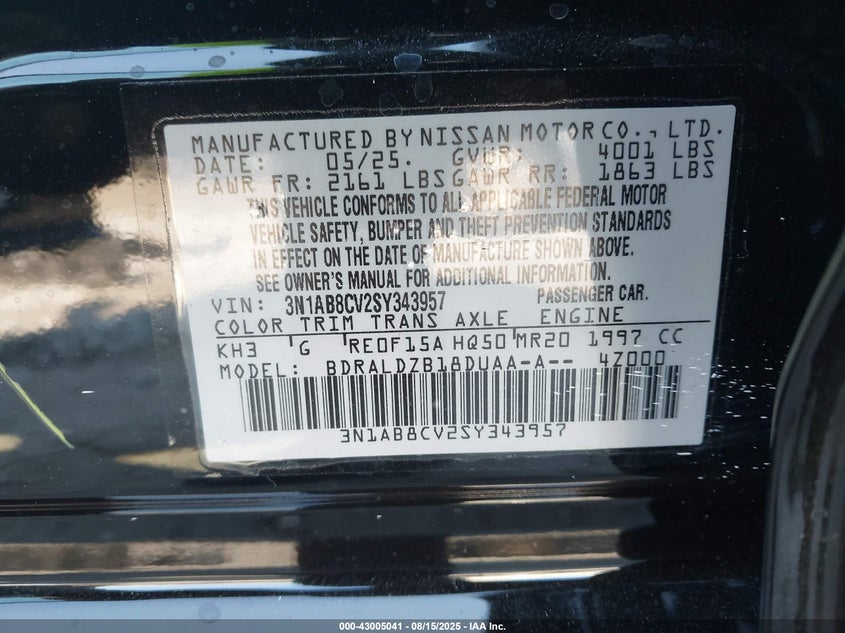 MANUFACTURED BY NISSAN MOTOR CO., LTD.
DATE: 05/25. GVWR: 4001 LBS
GAWR FR: 2161 LBS GAWR RR: 1863 LBS
THIS VEHICLE CONFORMS TO ALL APPLICABLE FEDERAL MOTOR
VEHICLE SAFETY, BUMPER AND THEFT PREVENTION STANDARDS
IN EFFECT ON THE DATE OF MANUFACTURE SHOWN ABOVE.
SEE OWNER'S MANUAL FOR ADDITIONAL INFORMATION.
VIN: 3N1AB8CV2SY343957 PASSENGER CAR.
COLOR TRIM TRANS AXLE ENGINE
KH3 G RE0F15A HQ50 MR20 1997 CC
MODEL: BDRALDZB18DUAA-A-- 4Z000
3N1AB8CV2SY343957
000-43005041 - 08/15/2025 - IAA Inc.